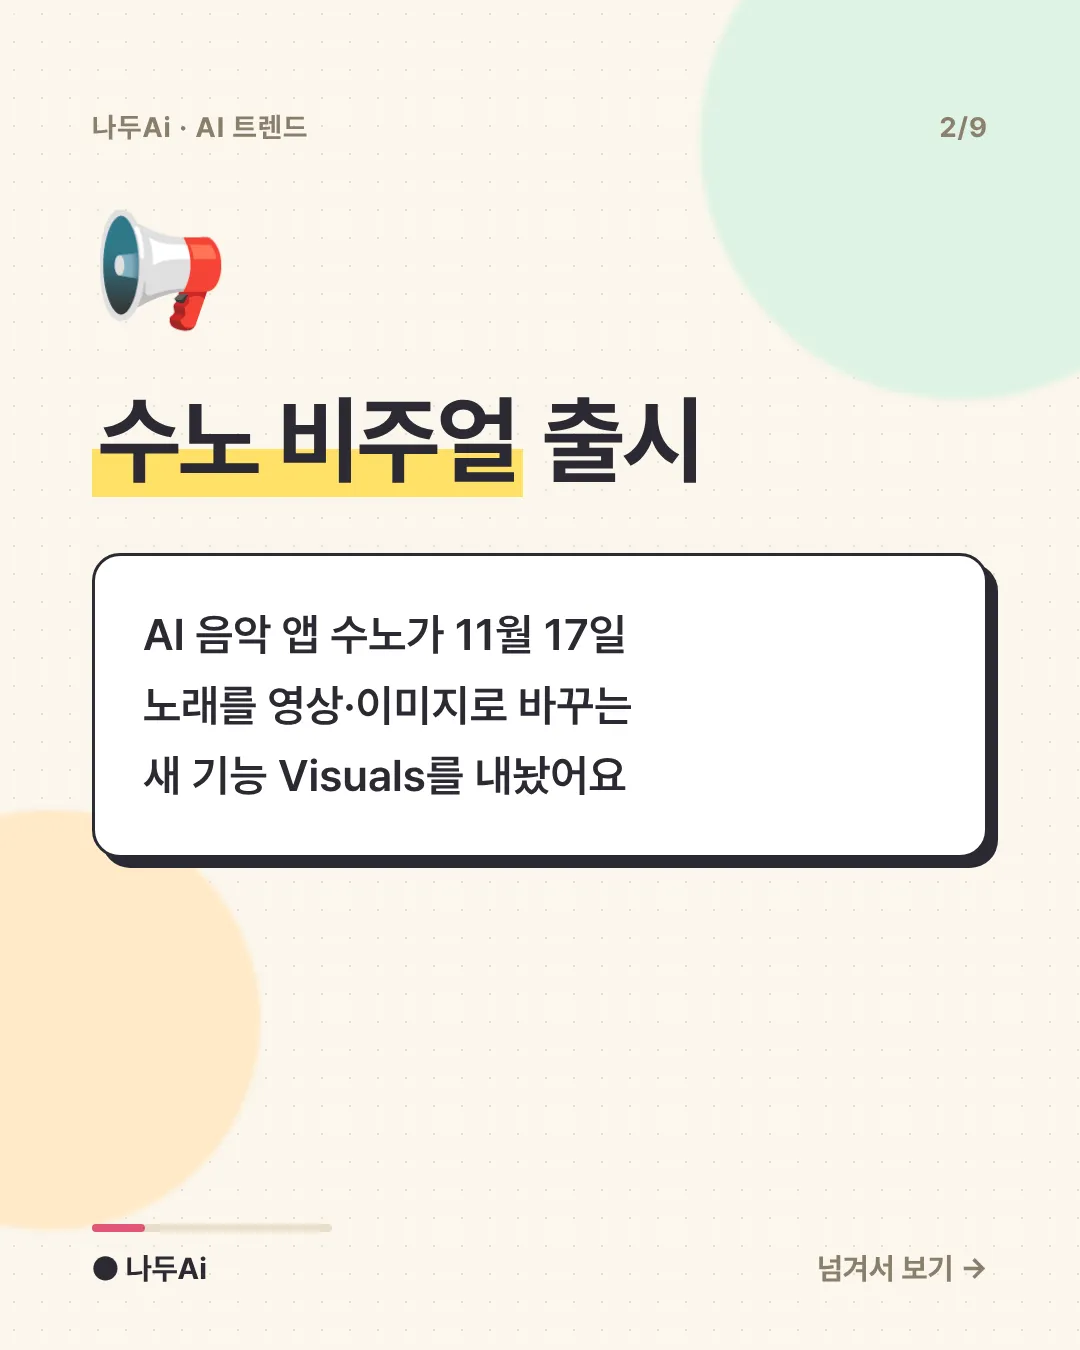 나두Ai · AI 트렌드
2/9
수노 비주얼 출시
AI 음악 앱 수노가 11월 17일
노래를 영상·이미지로 바꾸는
새 기능 Visuals를 내놨어요
나두Ai
넘겨서 보기 →